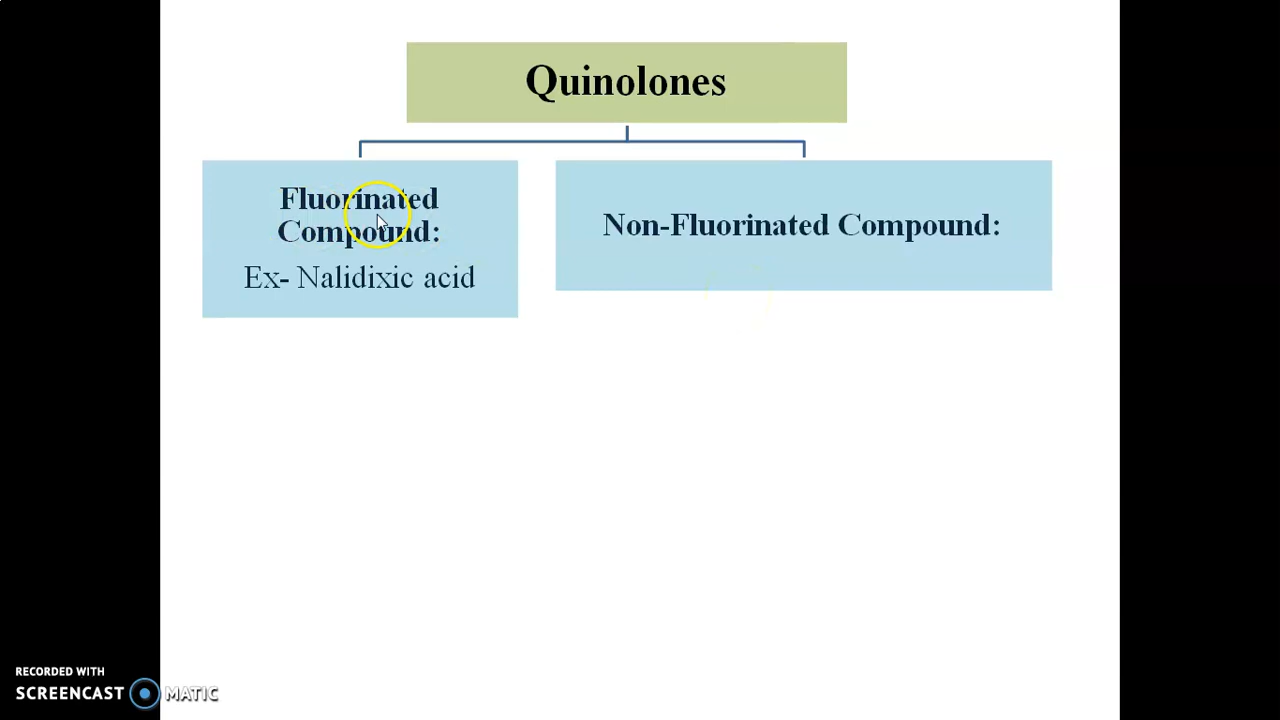 Quinolones
Fluorinated
Compound:
Ex- Nalidixic acid
Non-Fluorinated Compound:
RECORDED WITH
SCREENCAST MATIC